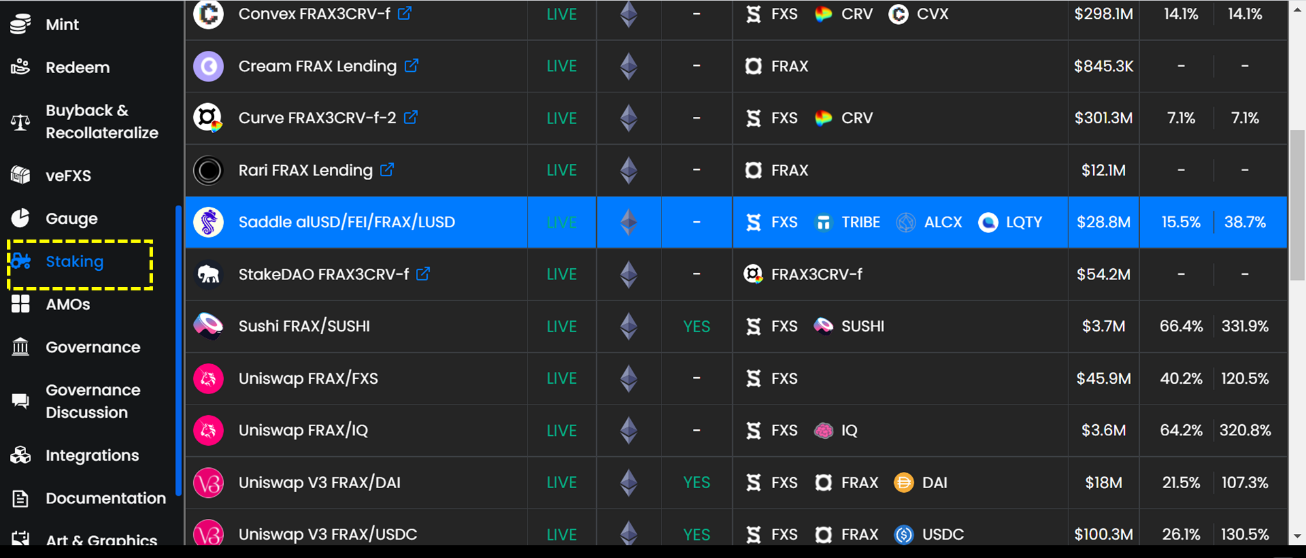 Mint
Redeem
Buyback &
Recollateralize
veFXS
Gauge
Staking
AMOs
Governance
Governance
Discussion
Integrations
Documentation
Art & Graphics
Convex FRAX3CRV-f LIVE - FXS CRV CVX $298.1M 14.1% 14.1%
Cream FRAX Lending LIVE - FRAX $845.3K - -
Curve FRAX3CRV-f-2 LIVE - FXS CRV $301.3M 7.1% 7.1%
Rari FRAX Lending LIVE - FRAX $12.1M - -
Saddle alUSD/FEI/FRAX/LUSD LIVE - FXS TRIBE ALCX LQTY $28.8M 15.5% 38.7%
StakeDAO FRAX3CRV-f LIVE - FRAX3CRV-f $54.2M - -
Sushi FRAX/SUSHI LIVE YES FXS SUSHI $3.7M 66.4% 331.9%
Uniswap FRAX/FXS LIVE - FXS $45.9M 40.2% 120.5%
Uniswap FRAX/IQ LIVE - FXS IQ $3.6M 64.2% 320.8%
Uniswap V3 FRAX/DAI LIVE YES FXS FRAX DAI $18M 21.5% 107.3%
Uniswap V3 FRAX/USDC LIVE YES FXS FRAX USDC $100.3M 26.1% 130.5%